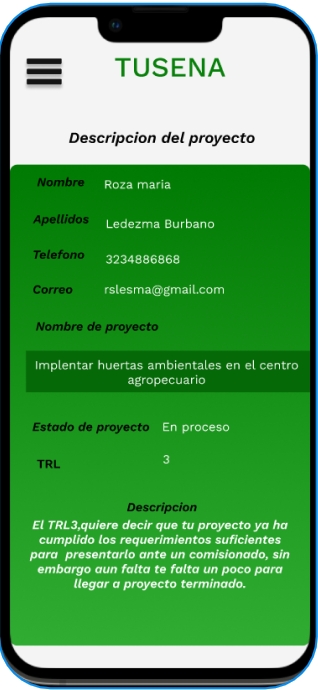 TUSENA
Descripcion del proyecto
Nombre Roza maria
Apellidos Ledezma Burbano
Telefono 3234886868
Correo rslesma@gmail.com
Nombre de proyecto
Implentar huertas ambientales en el centro
agropecuario
Estado de proyecto En proceso
TRL 3
Descripcion
El TRL3,quiere decir que tu proyecto ya ha
cumplido los requerimientos suficientes
para presentarlo ante un comisionado, sin
embargo aun falta te falta un poco para
llegar a proyecto terminado.